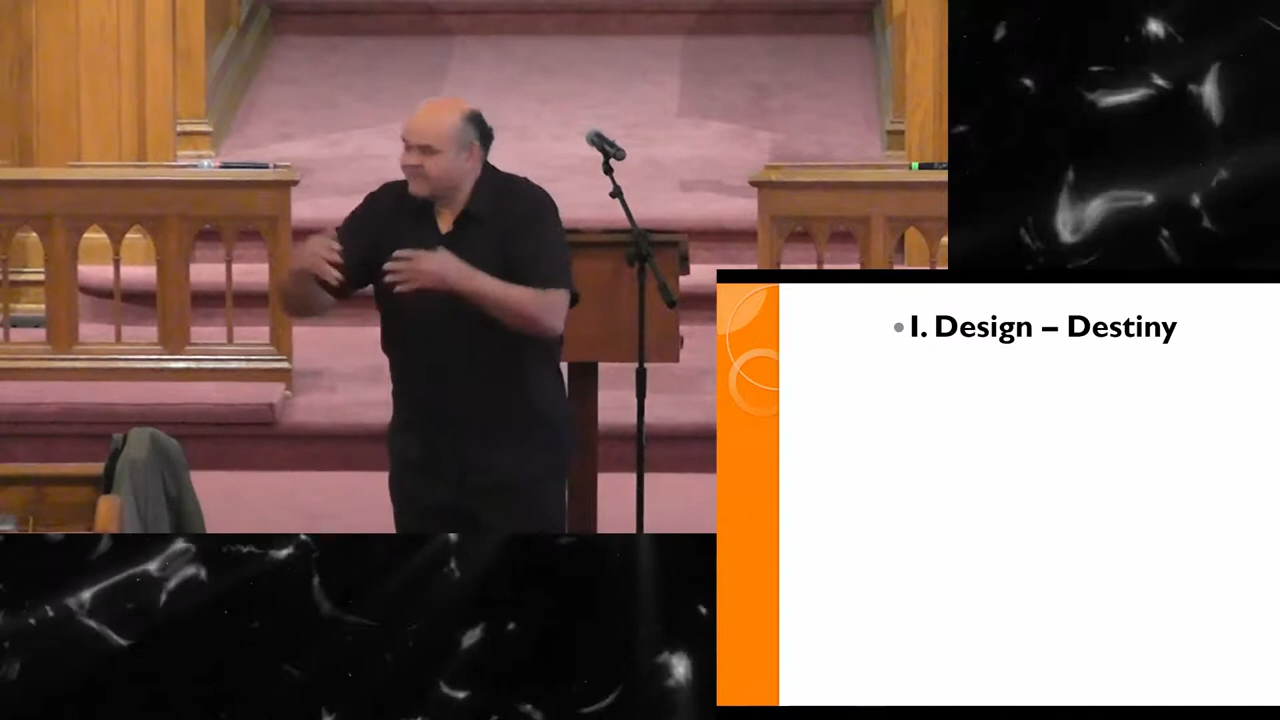 • I. Design – Destiny